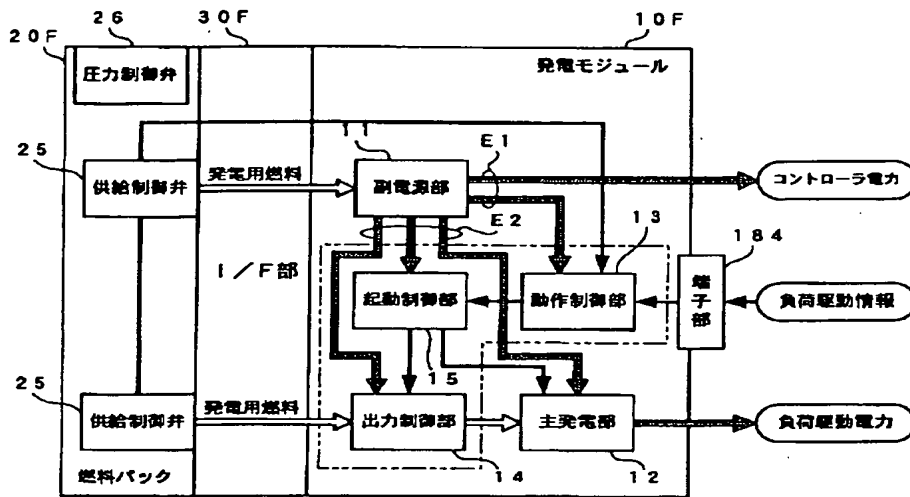 26
30F
10F
20F
圧力制御弁
発電モジュール
11
E1
25
発電用燃料
供給制御弁
副電源部
コントローラ電力
E2
13
184
I/F部
起動制御部
動作制御部
端子部
負荷駆動情報
15
25
発電用燃料
供給制御弁
出力制御部
主発電部
負荷駆動電力
燃料パック
14
12